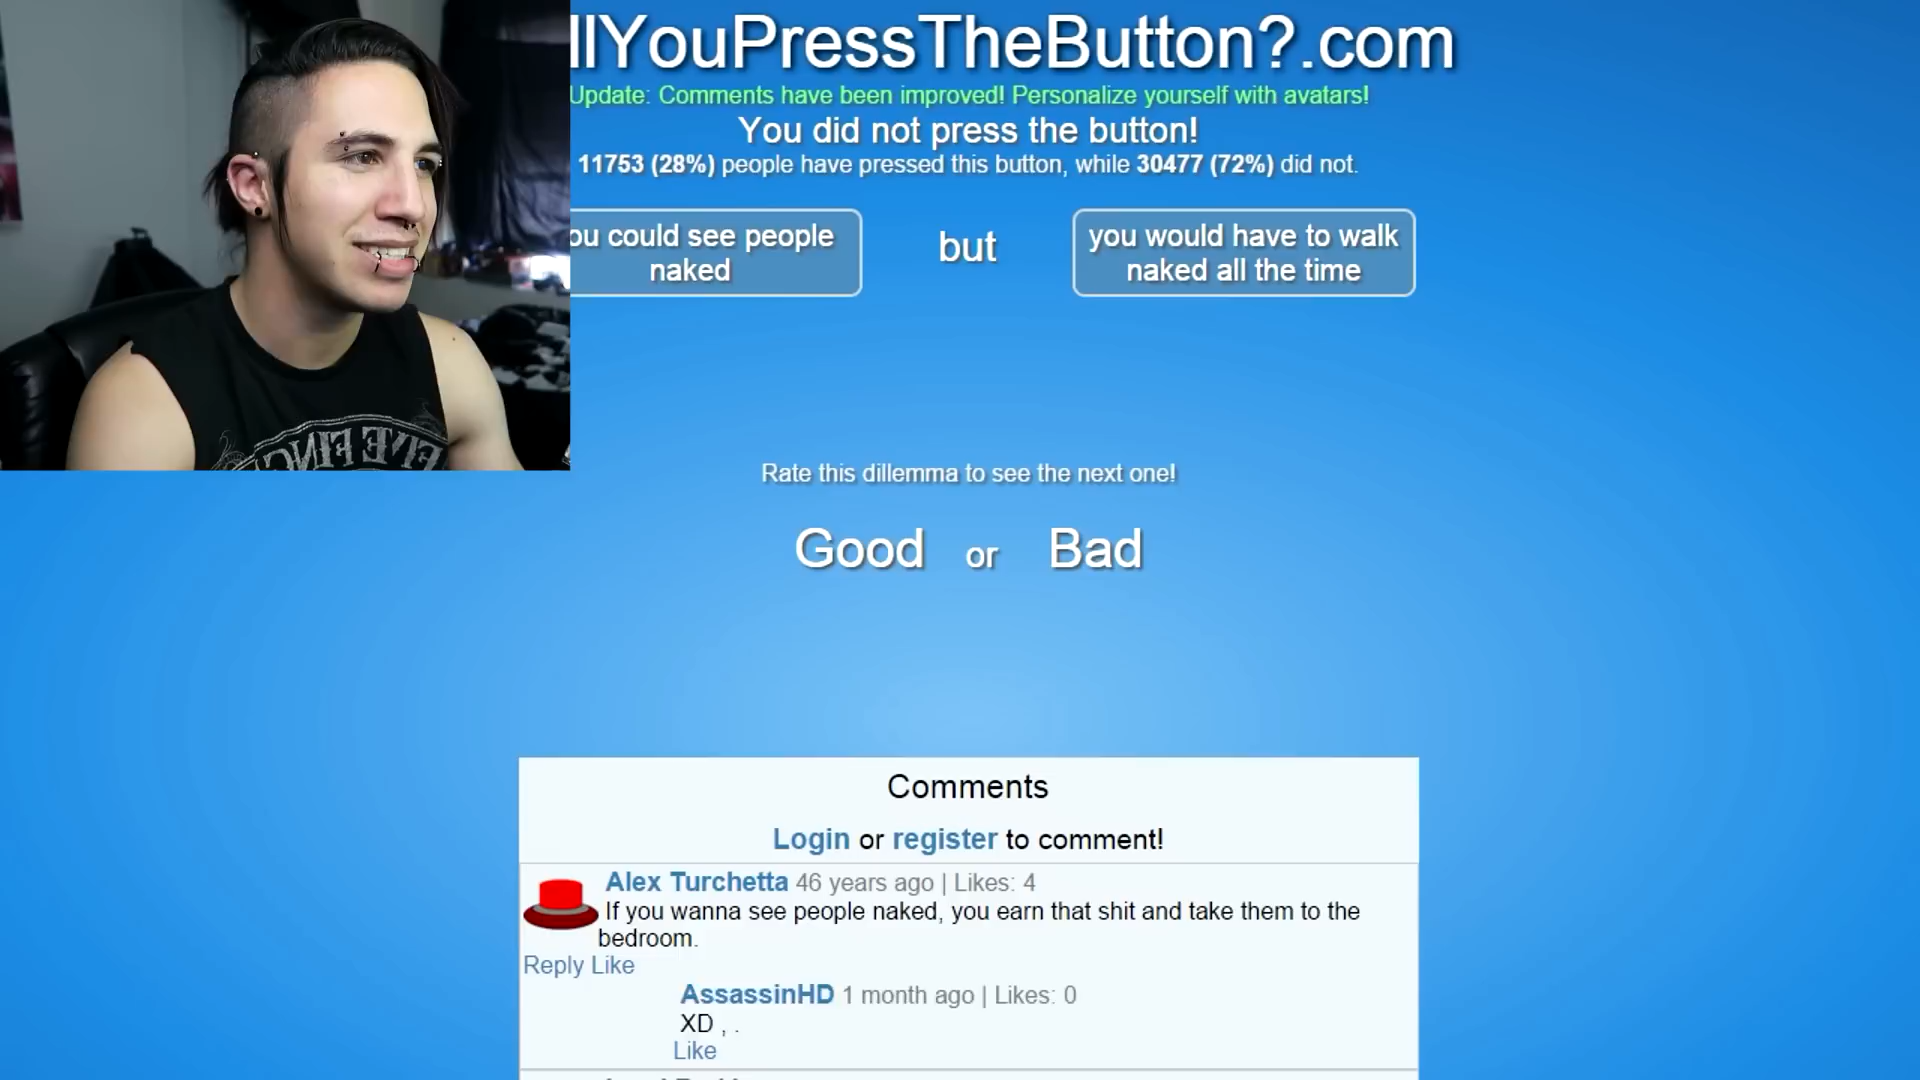 llYouPressTheButton?.com
Update: Comments have been improved! Personalize yourself with avatars!
You did not press the button!
11753 (28%) people have pressed this button, while 30477 (72%) did not.
ou could see people
naked
but
you would have to walk
naked all the time
Rate this dillemma to see the next one!
Good or Bad
Comments
Login or register to comment!
Alex Turchetta 46 years ago | Likes: 4
If you wanna see people naked, you earn that shit and take them to the
bedroom.
Reply Like
AssassinHD 1 month ago | Likes: 0
XD , .
Like
FIVE FING